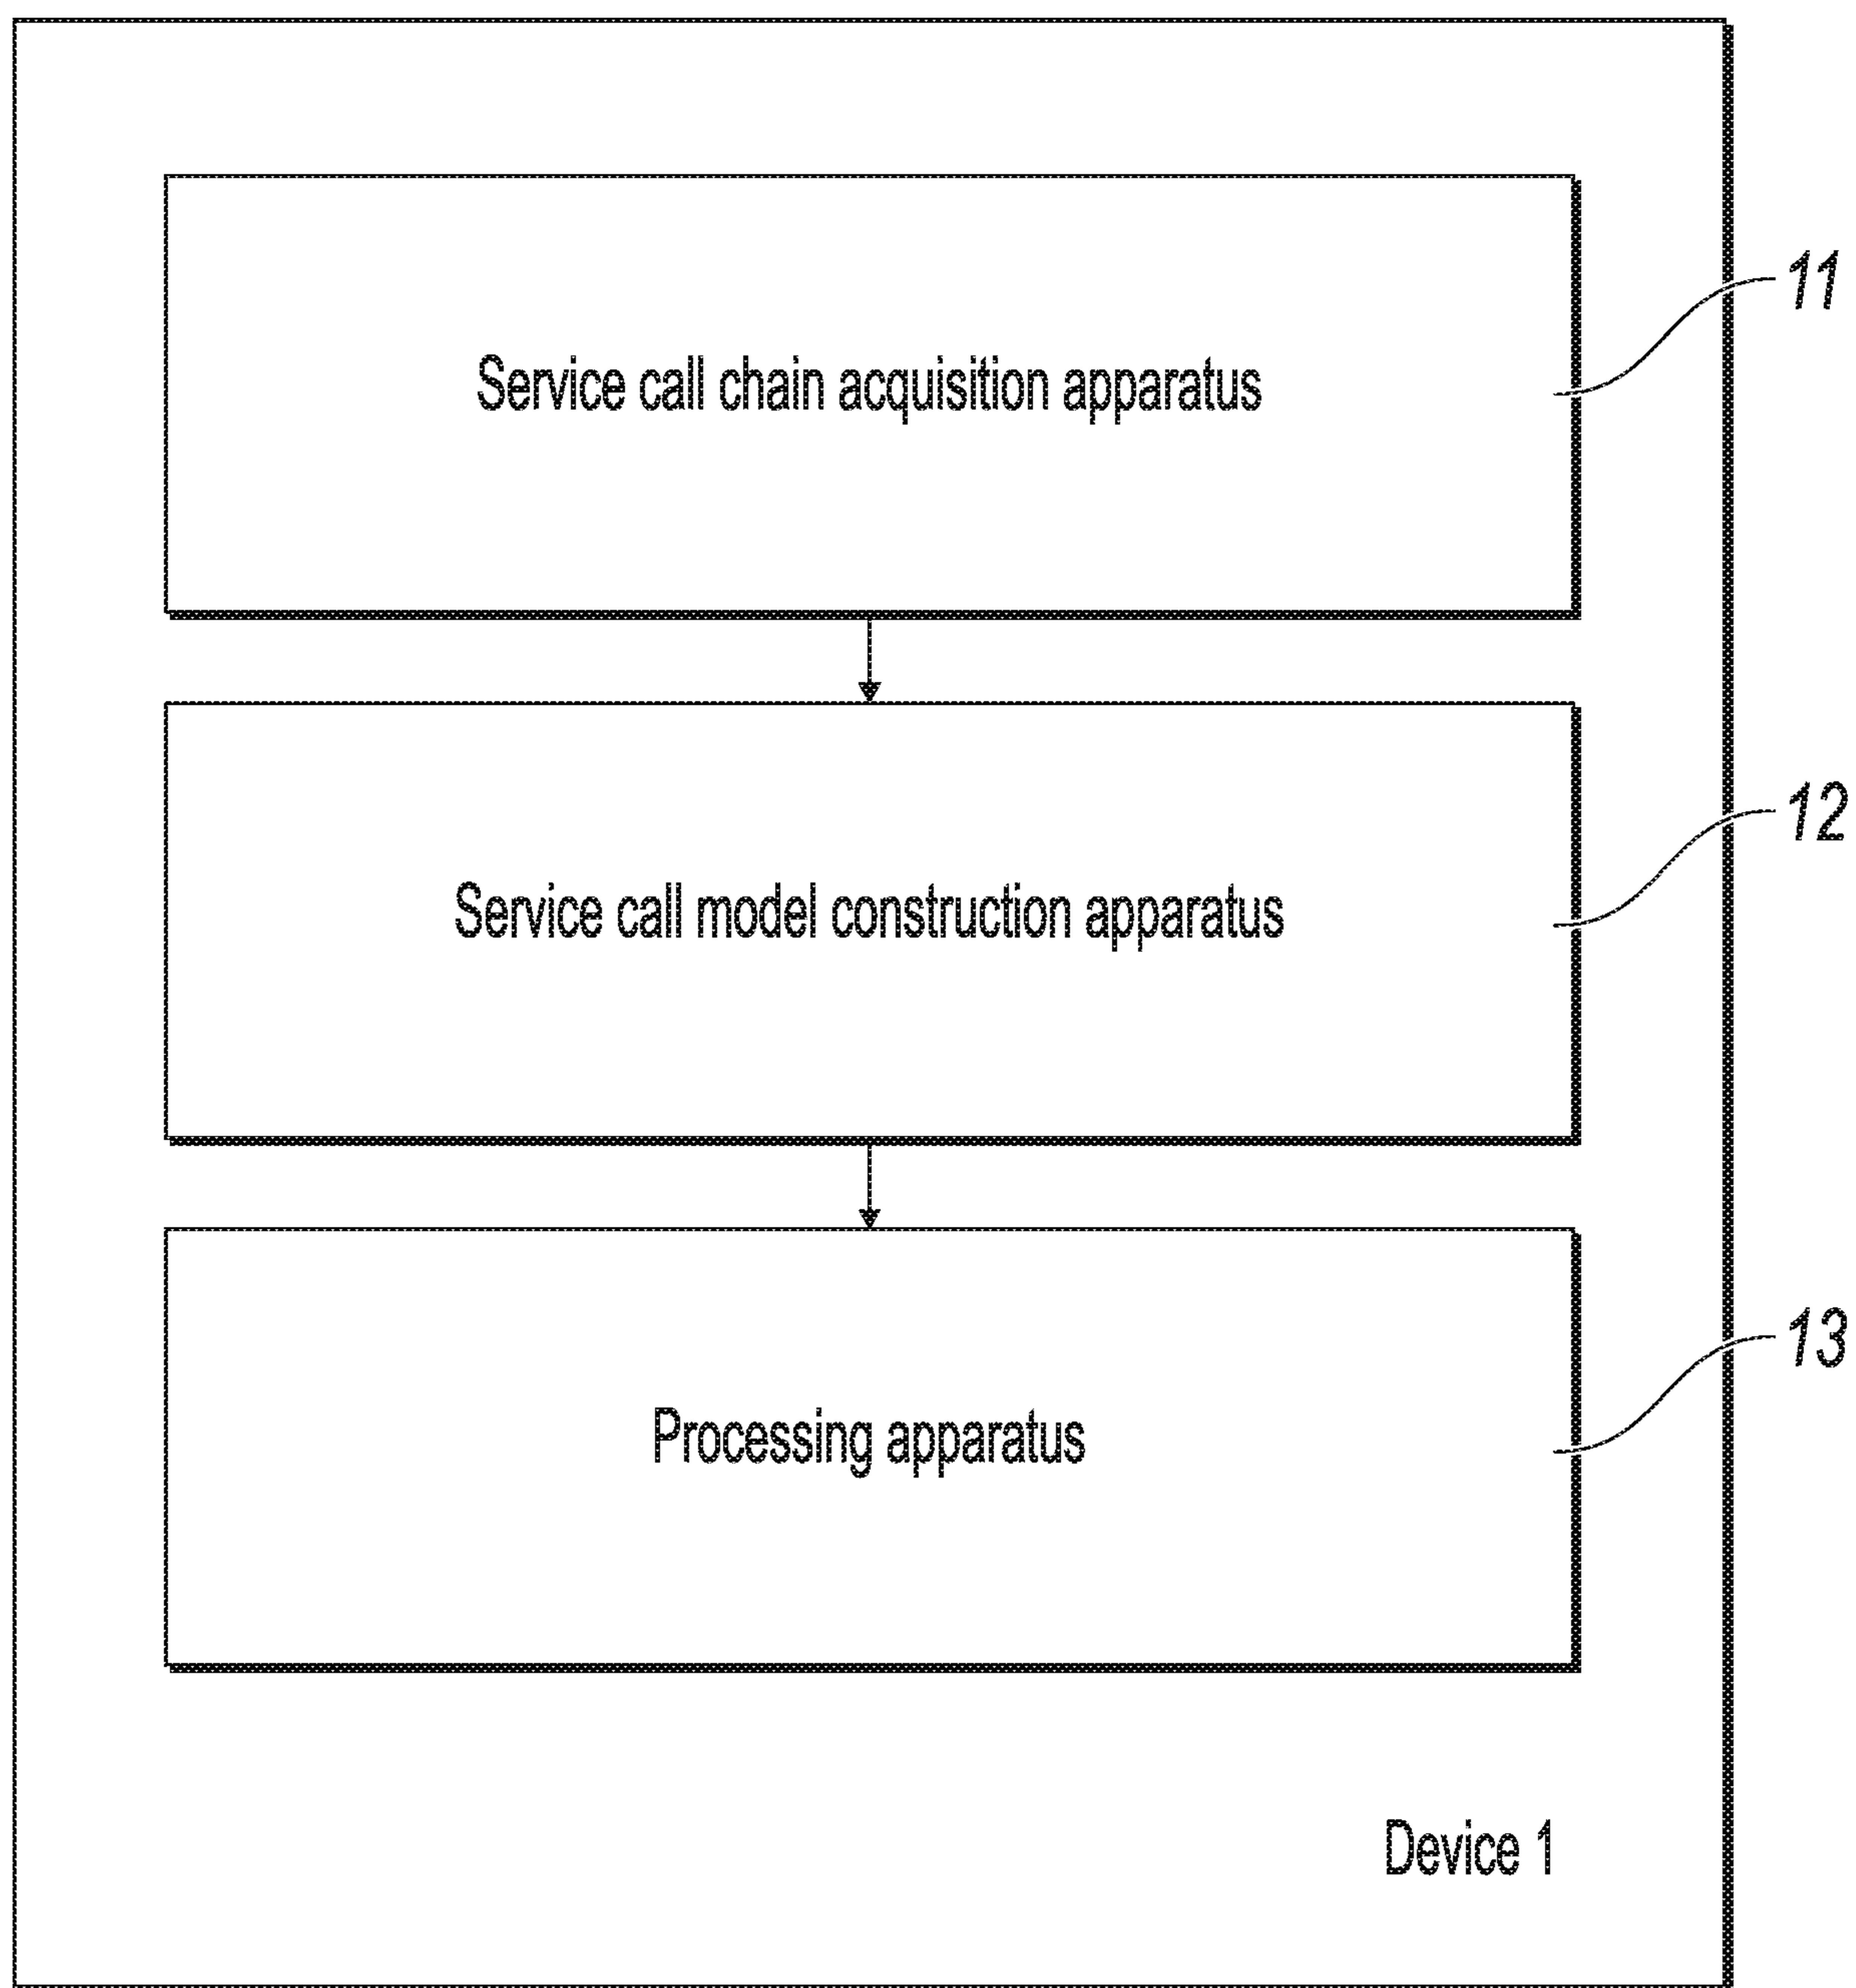 Service call chain acquisition apparatus
11
Service call model construction apparatus
12
Processing apparatus
13
Device 1